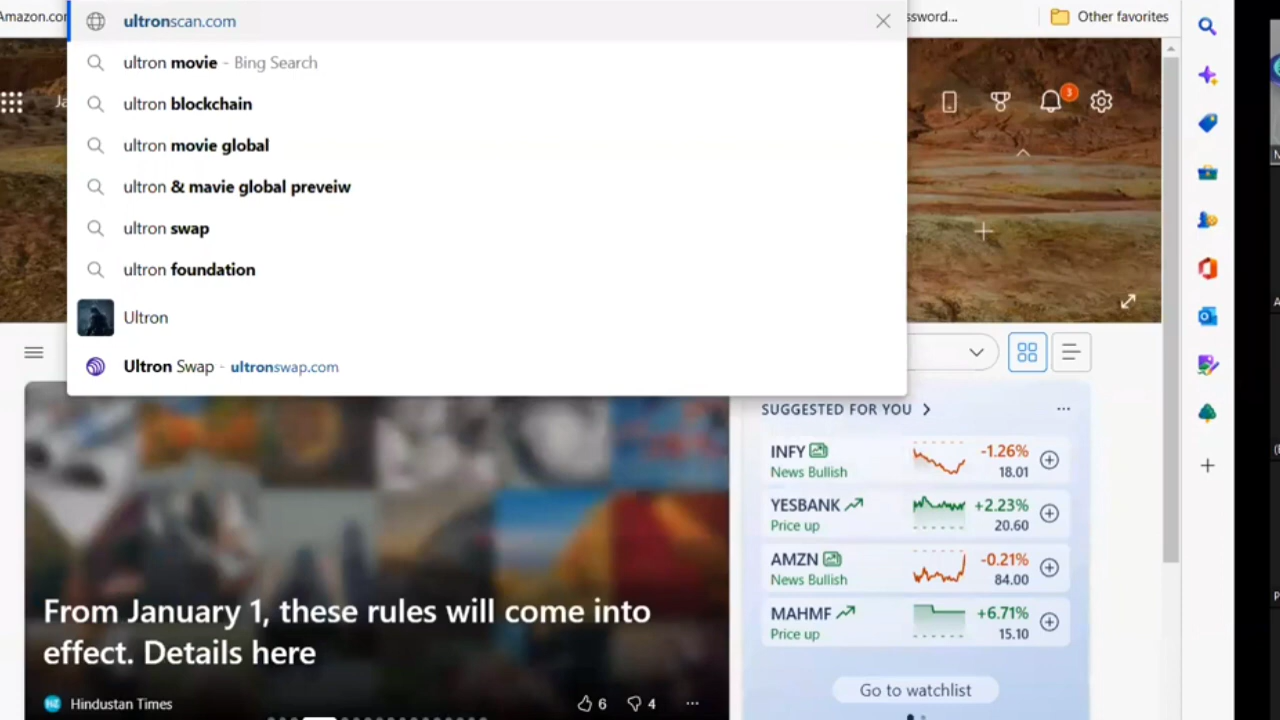 Amazon.com
ultronscan.com
ssword...
Other favorites
ultron movie - Bing Search
ultron blockchain
ultron movie global
ultron & mavie global preveiw
ultron swap
ultron foundation
Ultron
Ultron Swap - ultronswap.com
Ja
3
SUGGESTED FOR YOU
INFY
-1.26%
News Bullish
18.01
YESBANK
+2.23%
Price up
20.60
AMZN
-0.21%
News Bullish
84.00
MAHMF
+6.71%
Price up
15.10
Go to watchlist
From January 1, these rules will come into
effect. Details here
Hindustan Times
6
4